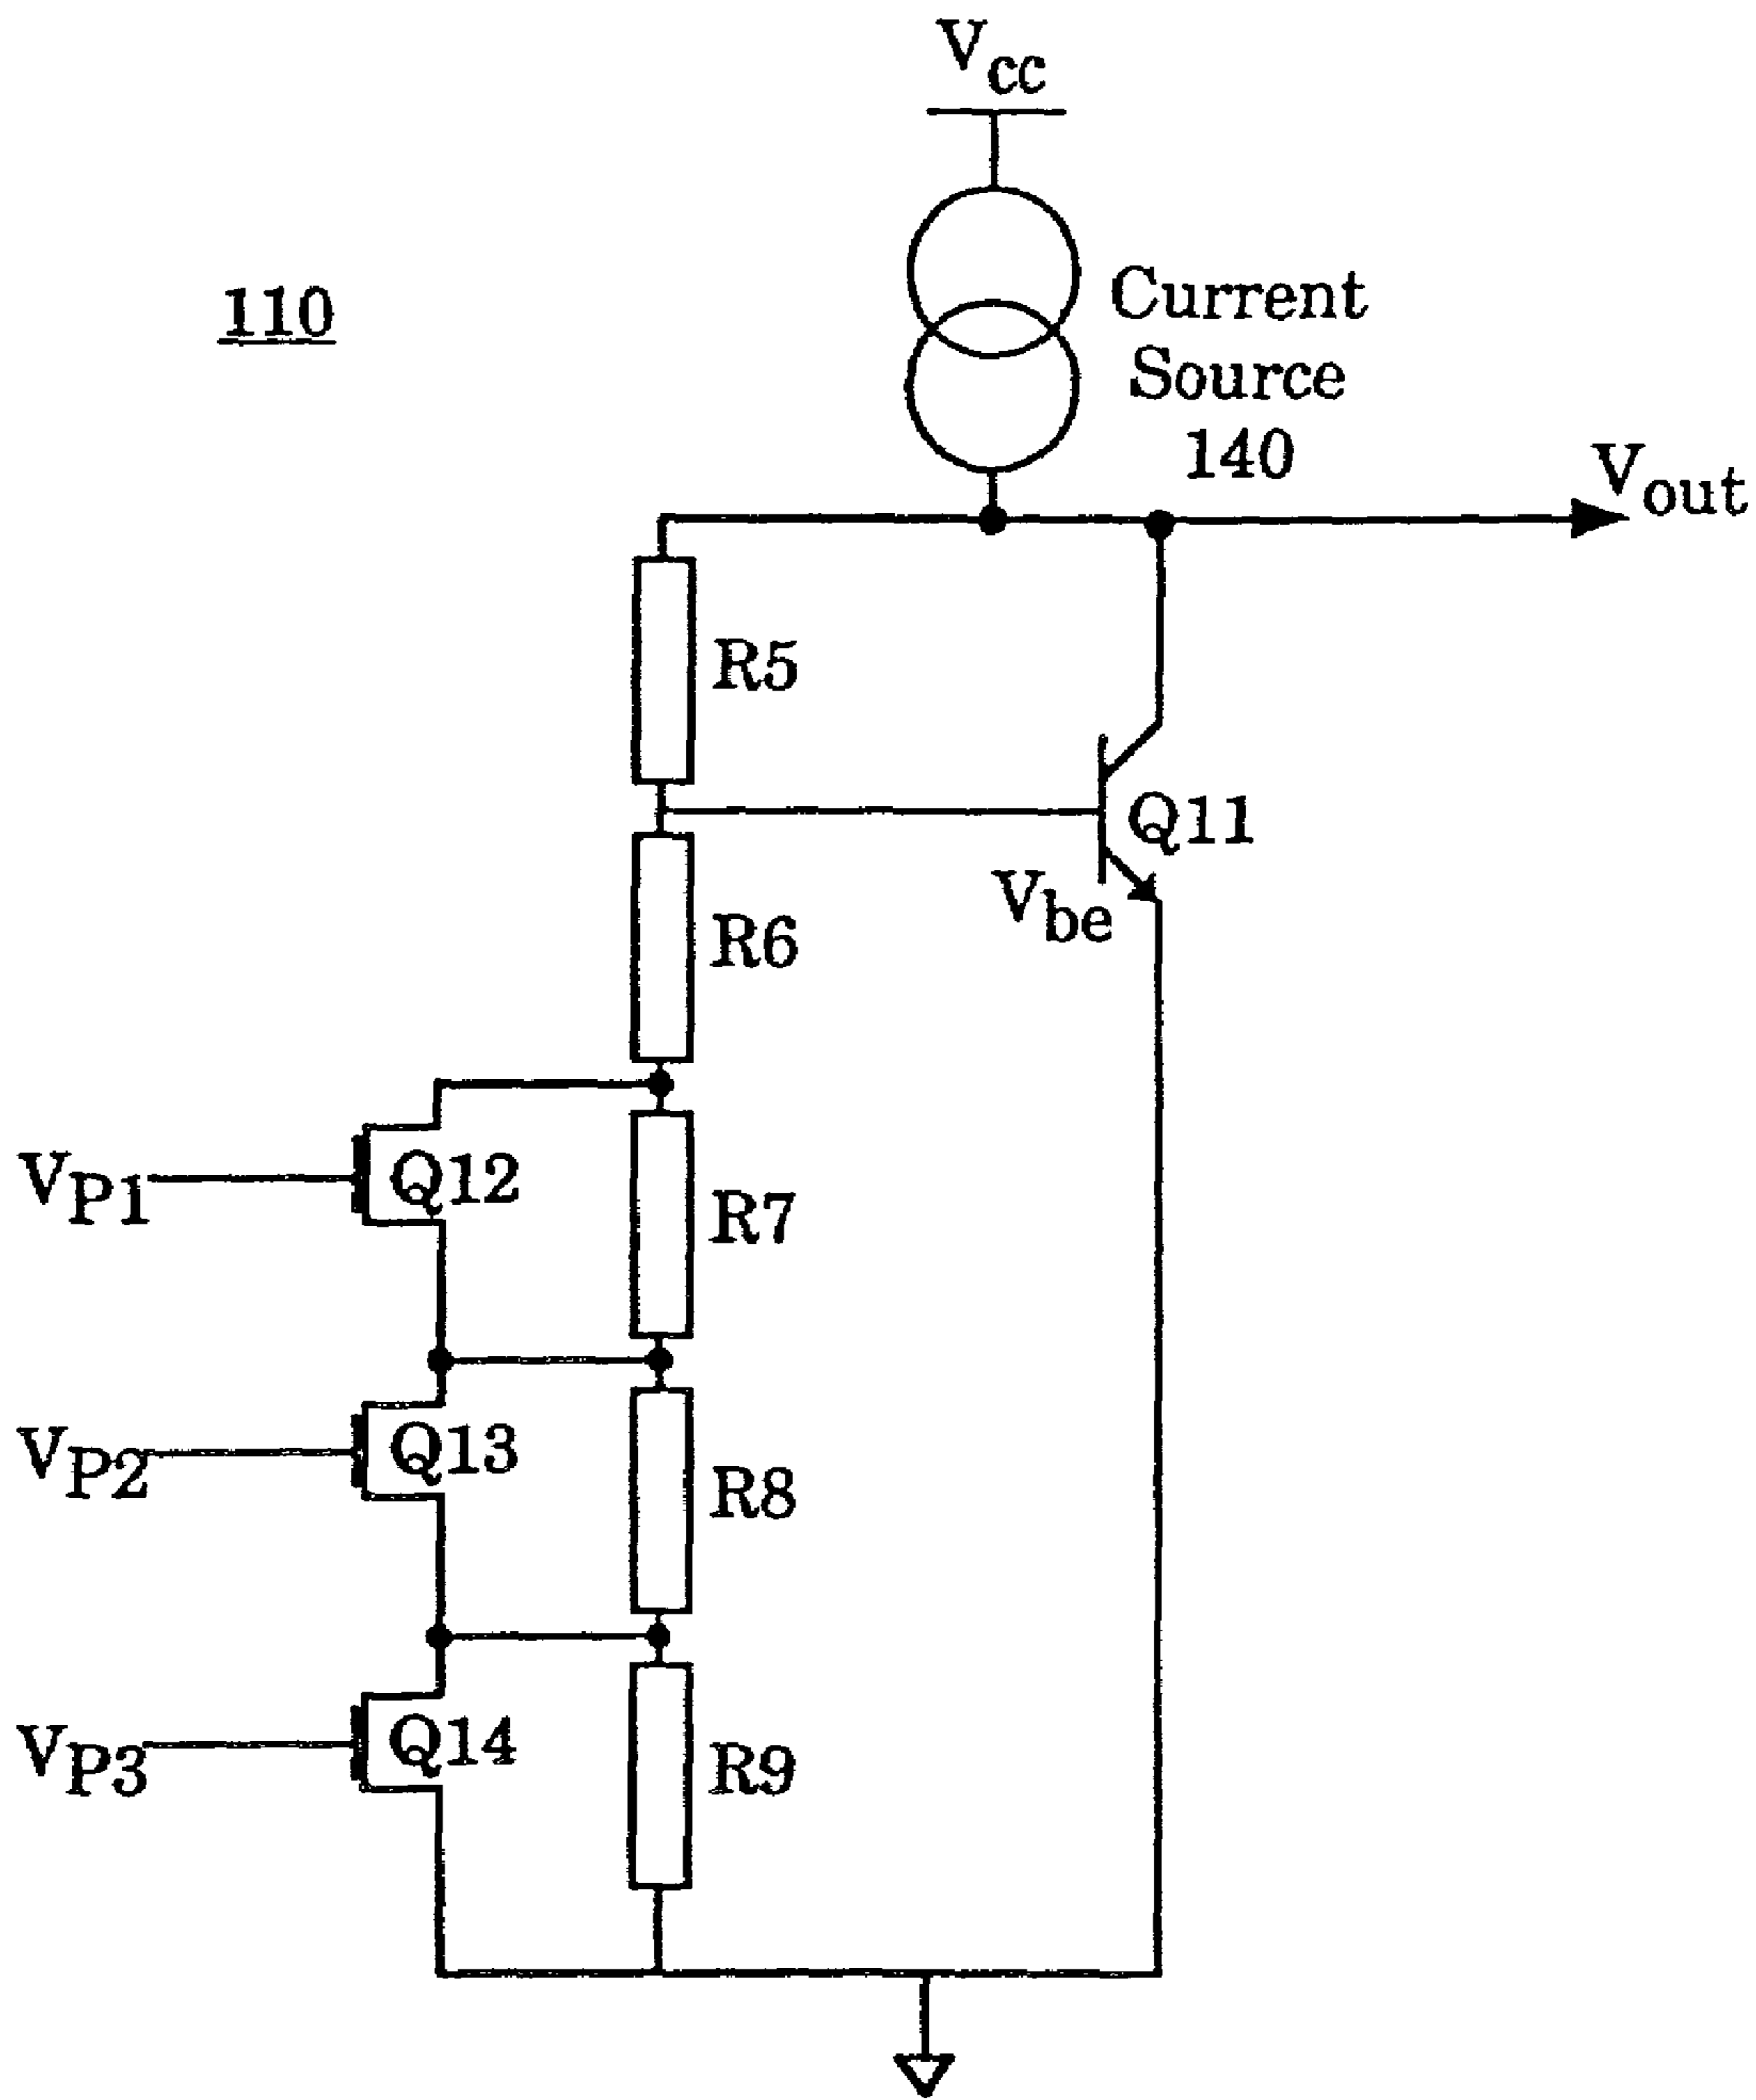 Vcc
110
Current
Source
140
Vout
R5
Q11
Vbe
R6
VP1
Q12
R7
VP2
Q13
R8
VP3
Q14
R9